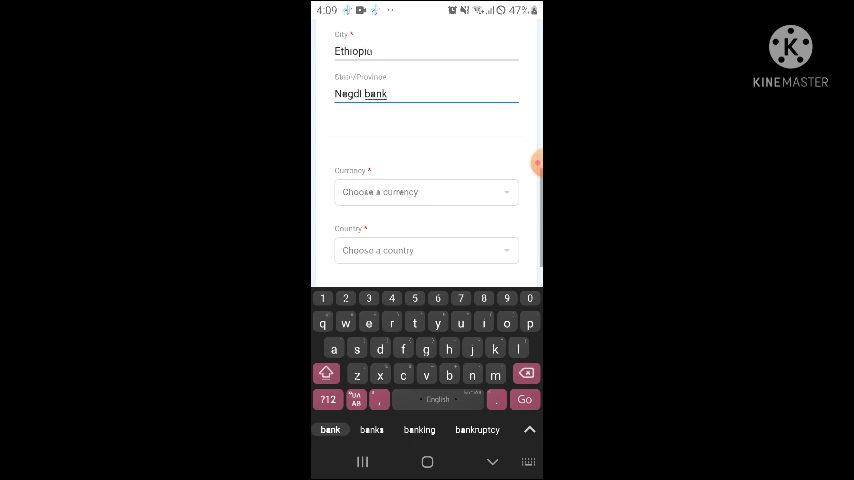 4:09
47%
City *
Ethiopia
State/Province
Negdi bank
Currency *
Choose a currency
Country *
Choose a country
1 2 3 4 5 6 7 8 9 0
q w e r t y u i o p
a s d f g h j k l
z x c v b n m
?12 , English . Go
bank banks banking bankruptcy
K
KINEMASTER